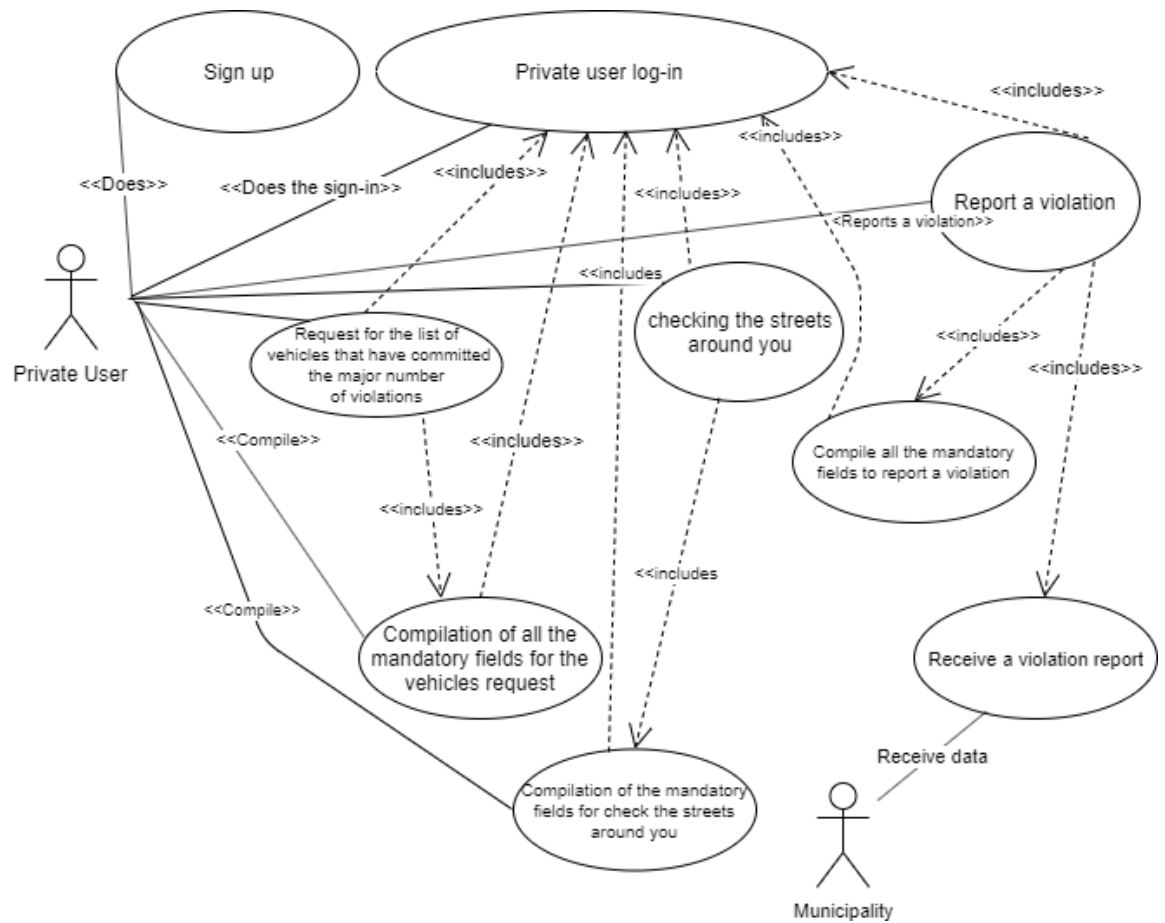 Sign up
Private user log-in
<<includes>>
<<includes>>
<<Does>>
<<Does the sign-in>>
<<includes>>
<<includes>>
Report a violation
<Reports a violation>>
<<includes
Private User
Request for the list of
vehicles that have committed
the major number
of violations
checking the streets
around you
<<includes>>
<<includes>>
<<Compile>>
<<includes>>
Compile all the mandatory
fields to report a violation
<<includes>>
<<includes
<<Compile>>
Compilation of all the
mandatory fields for the
vehicles request
Receive a violation report
Receive data
Compilation of the mandatory
fields for check the streets
around you
Municipality